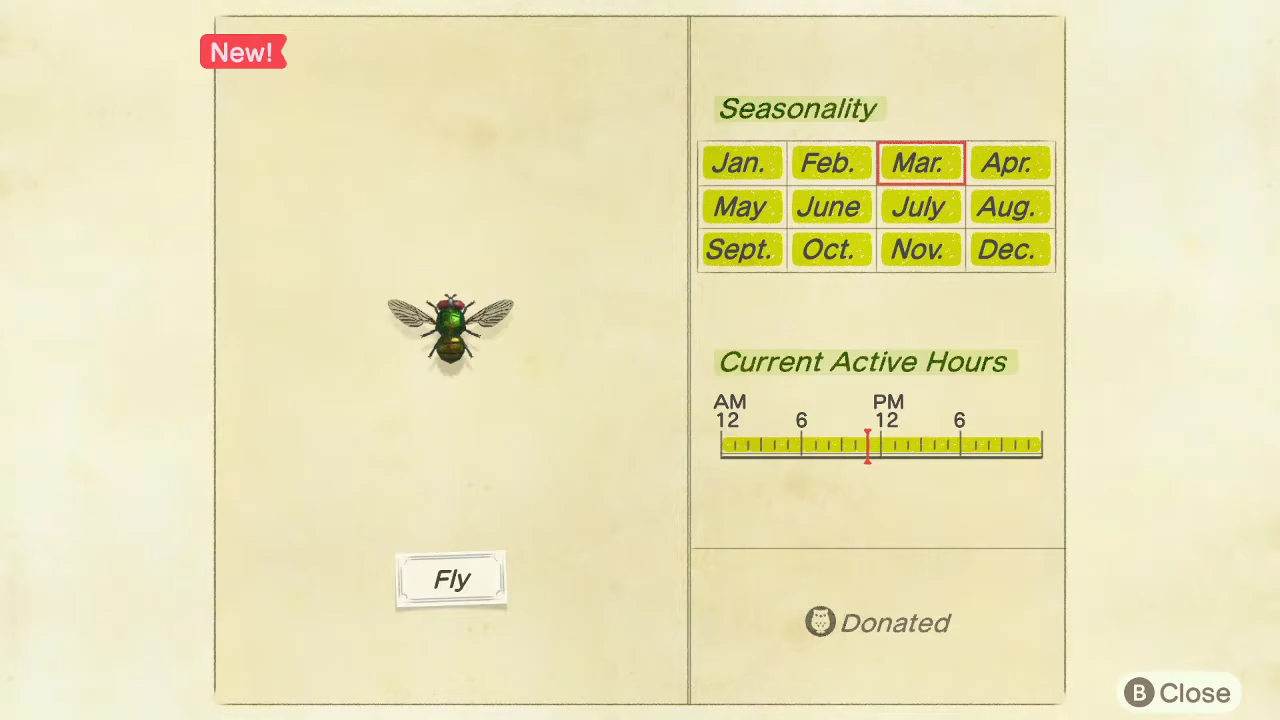 New!
Seasonality
Jan. Feb. Mar. Apr.
May June July Aug.
Sept. Oct. Nov. Dec.
Current Active Hours
AM PM
12 6 12 6
Fly
Donated
B Close